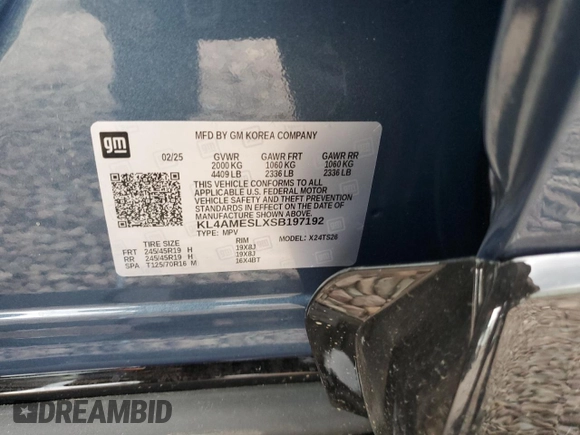 gm
MFD BY GM KOREA COMPANY
02/25 GVWR GAWR FRT GAWR RR
2000 KG 1060 KG 1060 KG
4409 LB 2336 LB 2336 LB
THIS VEHICLE CONFORMS TO ALL
APPLICABLE U.S. FEDERAL MOTOR
VEHICLE SAFETY AND THEFT
PREVENTION STANDARDS IN EFFECT ON
THE DATE OF MANUFACTURE SHOWN ABOVE.
KL4AMESLXSB197192
TYPE: MPV MODEL: X24TS26
TIRE SIZE RIM
FRT 245/45R19 H 19X8J
RR 245/45R19 H 19X8J
SPA T125/70R16 M 16X4BT
DREAMBID